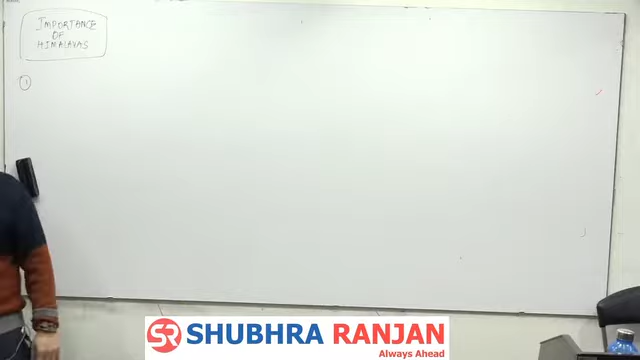 IMPORTANCE
OF
HIMALAYAS
①
SR SHUBHRA RANJAN
Always Ahead